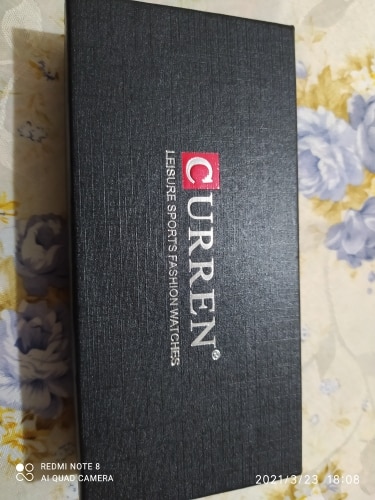 CURREN®
LEISURE SPORTS FASHION WATCHES
REDMI NOTE 8
AI QUAD CAMERA
2021/3/23 18:08